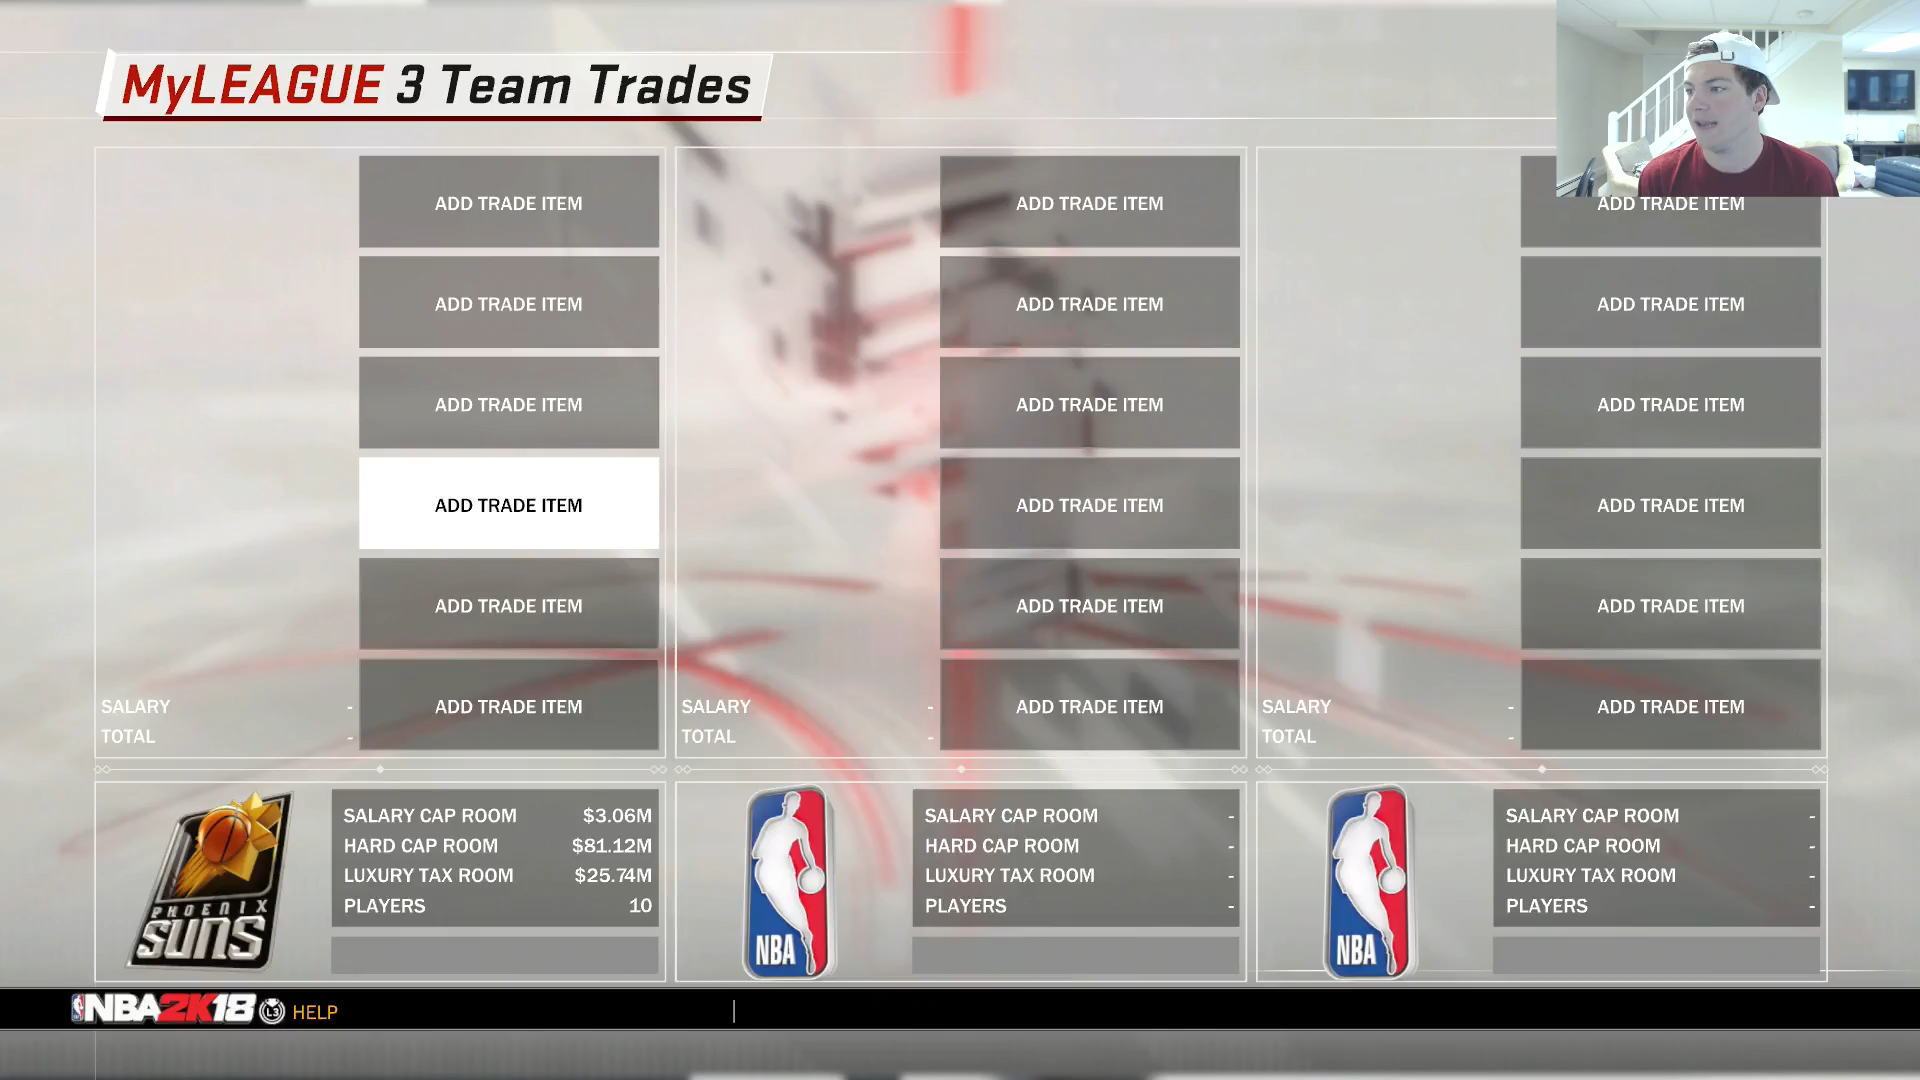 MyLEAGUE 3 Team Trades
ADD TRADE ITEM
ADD TRADE ITEM
ADD TRADE ITEM
ADD TRADE ITEM
ADD TRADE ITEM
ADD TRADE ITEM
SALARY -
TOTAL -
ADD TRADE ITEM
ADD TRADE ITEM
ADD TRADE ITEM
ADD TRADE ITEM
ADD TRADE ITEM
ADD TRADE ITEM
SALARY -
TOTAL -
ADD TRADE ITEM
ADD TRADE ITEM
ADD TRADE ITEM
ADD TRADE ITEM
ADD TRADE ITEM
ADD TRADE ITEM
SALARY -
TOTAL -
PHOENIX
SUNS
SALARY CAP ROOM $3.06M
HARD CAP ROOM $81.12M
LUXURY TAX ROOM $25.74M
PLAYERS 10
NBA
SALARY CAP ROOM -
HARD CAP ROOM -
LUXURY TAX ROOM -
PLAYERS -
NBA
SALARY CAP ROOM -
HARD CAP ROOM -
LUXURY TAX ROOM -
PLAYERS -
NBA2K18 L3 HELP